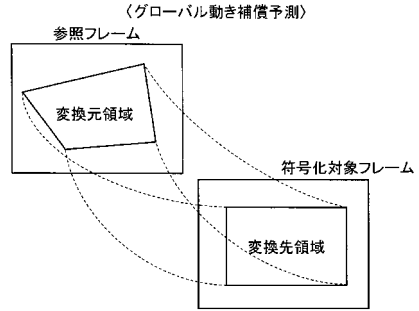 〈グローバル動き補償予測〉
参照フレーム
変換元領域
符号化対象フレーム
変換先領域